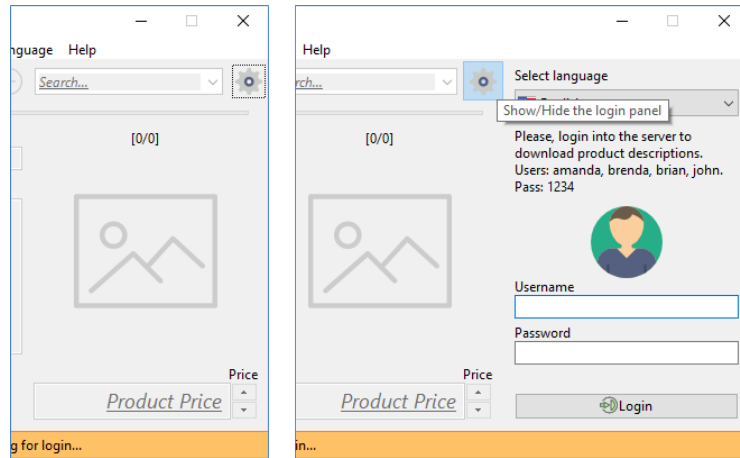 nguage Help
Search...
[0/0]
Price
Product Price
g for login...
Help
rch...
Select language
Show/Hide the login panel
[0/0]
Please, login into the server to
download product descriptions.
Users: amanda, brenda, brian, john.
Pass: 1234
Username
Password
Price
Product Price
Login
in...